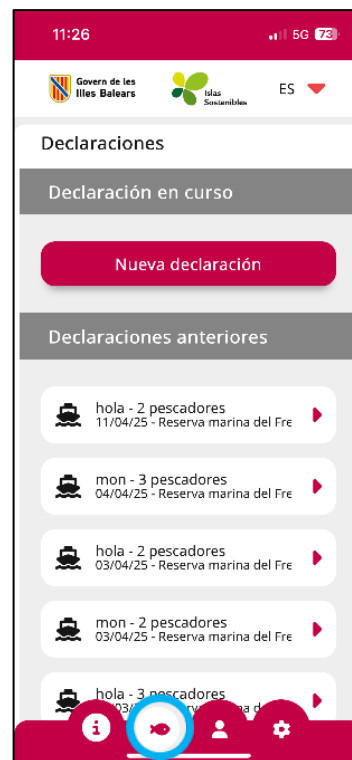 11:26 5G 73
Govern de les
Illes Balears
Islas
Sostenibles
ES
Declaraciones
Declaración en curso
Nueva declaración
Declaraciones anteriores
hola - 2 pescadores
11/04/25 - Reserva marina del Fre
mon - 3 pescadores
04/04/25 - Reserva marina del Fre
hola - 2 pescadores
03/04/25 - Reserva marina del Fre
mon - 2 pescadores
03/04/25 - Reserva marina del Fre
hola - 3 pescadores